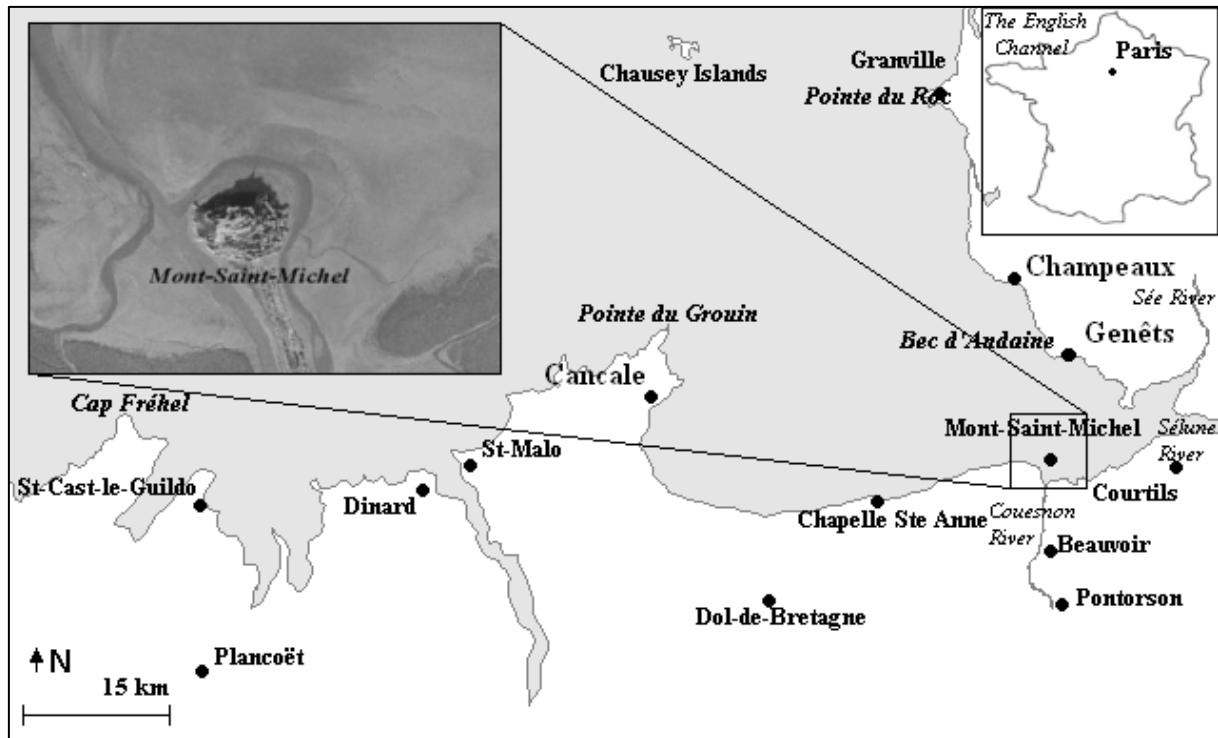 The English
Channel
Paris
Granville
Chausey Islands
Pointe du Roc
Mont-Saint-Michel
Champeaux
Sée River
Pointe du Grouin
Bec d'Andaine
Genêts
Cancale
Cap Fréhel
Mont-Saint-Michel
Sélune
River
St-Malo
St-Cast-le-Guildo
Dinard
Courtils
Chapelle Ste Anne
Couesnon
River
Beauvoir
Dol-de-Bretagne
Pontorson
N
Plancoët
15 km